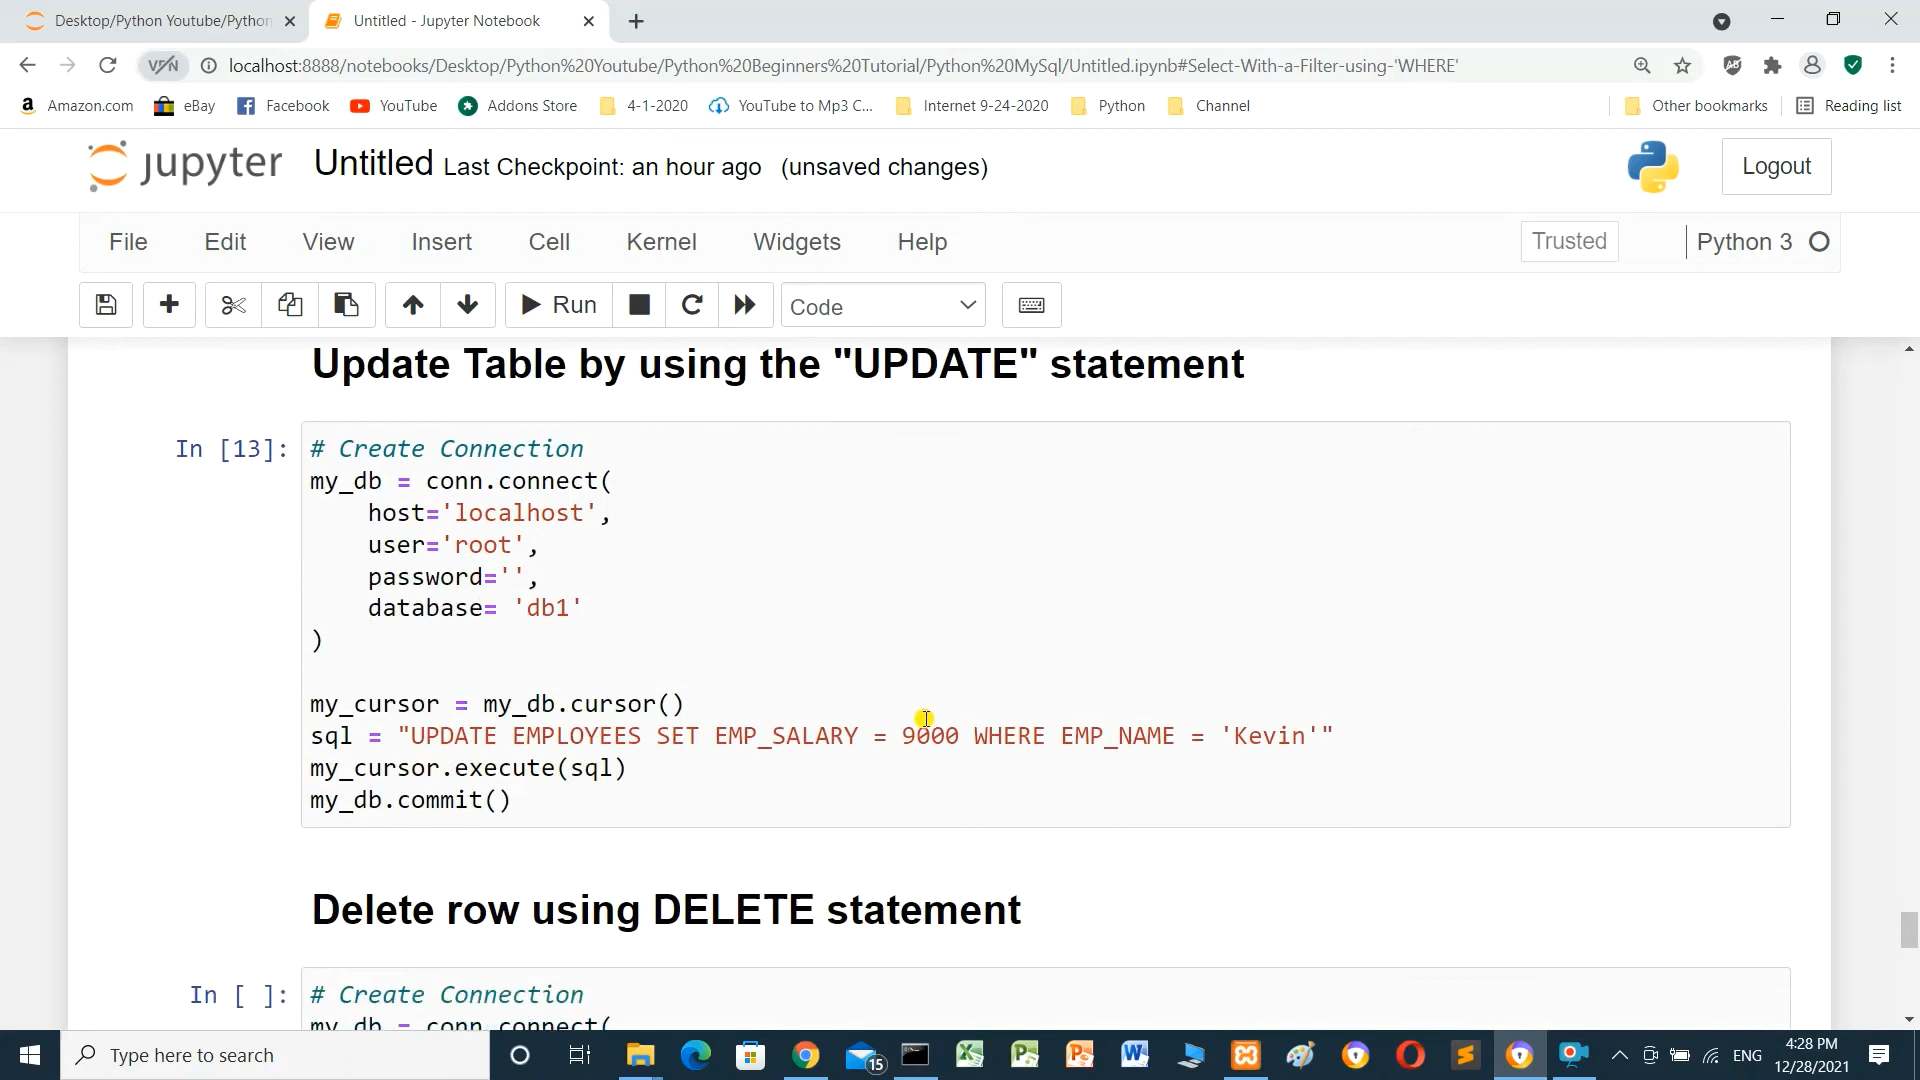 Desktop/Python Youtube/Python
Untitled - Jupyter Notebook
VPN
localhost:8888/notebooks/Desktop/Python%20Youtube/Python%20Beginners%20Tutorial/Python%20MySql/Untitled.ipynb#Select-With-a-Filter-using-'WHERE'
Amazon.com
eBay
Facebook
YouTube
Addons Store
4-1-2020
YouTube to Mp3 C...
Internet 9-24-2020
Python
Channel
Other bookmarks
Reading list
jupyter
Untitled Last Checkpoint: an hour ago (unsaved changes)
Logout
File
Edit
View
Insert
Cell
Kernel
Widgets
Help
Trusted
Python 3
Run
Code
Update Table by using the "UPDATE" statement
In [13]:
# Create Connection
my_db = conn.connect(
host='localhost',
user='root',
password='',
database= 'db1'
)
my_cursor = my_db.cursor()
sql = "UPDATE EMPLOYEES SET EMP_SALARY = 9000 WHERE EMP_NAME = 'Kevin'"
my_cursor.execute(sql)
my_db.commit()
Delete row using DELETE statement
In [ ]:
# Create Connection
my_db = conn.connect(
Type here to search
15
ENG
4:28 PM
12/28/2021